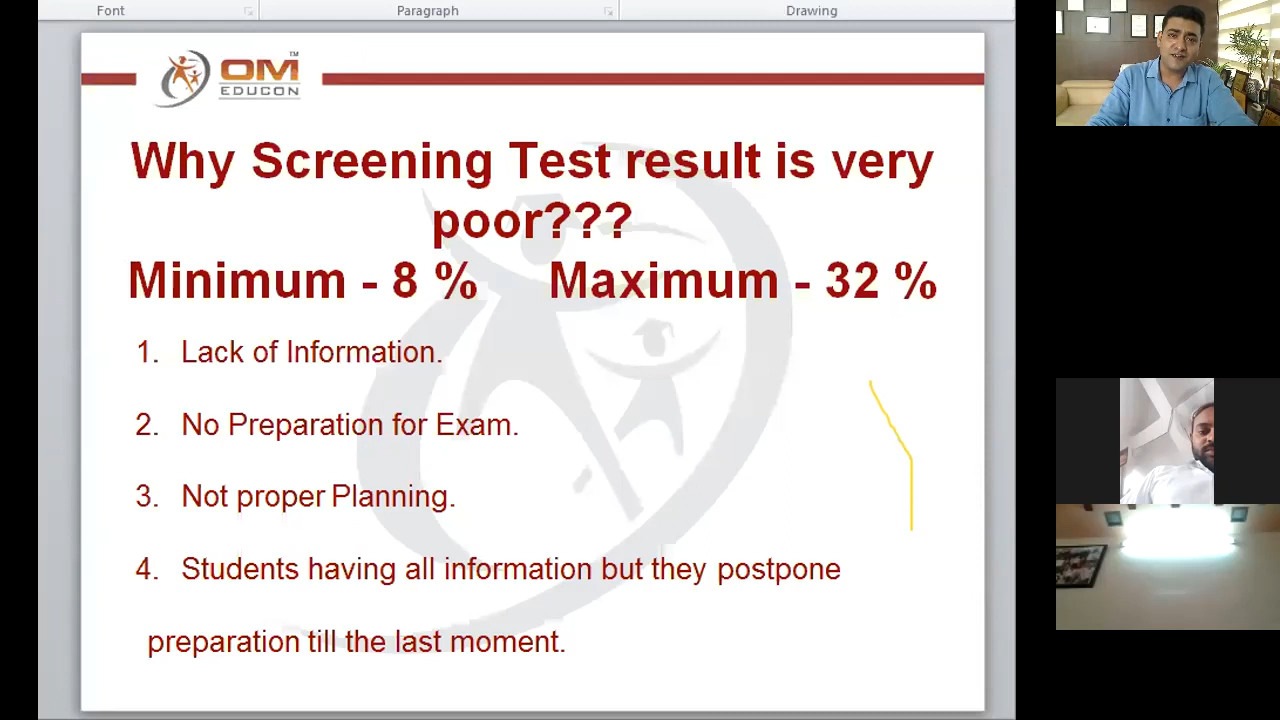 Font Paragraph Drawing
OM
TM
EDUCON
Why Screening Test result is very
poor???
Minimum - 8 % Maximum - 32 %
1. Lack of Information.
2. No Preparation for Exam.
3. Not proper Planning.
4. Students having all information but they postpone
preparation till the last moment.